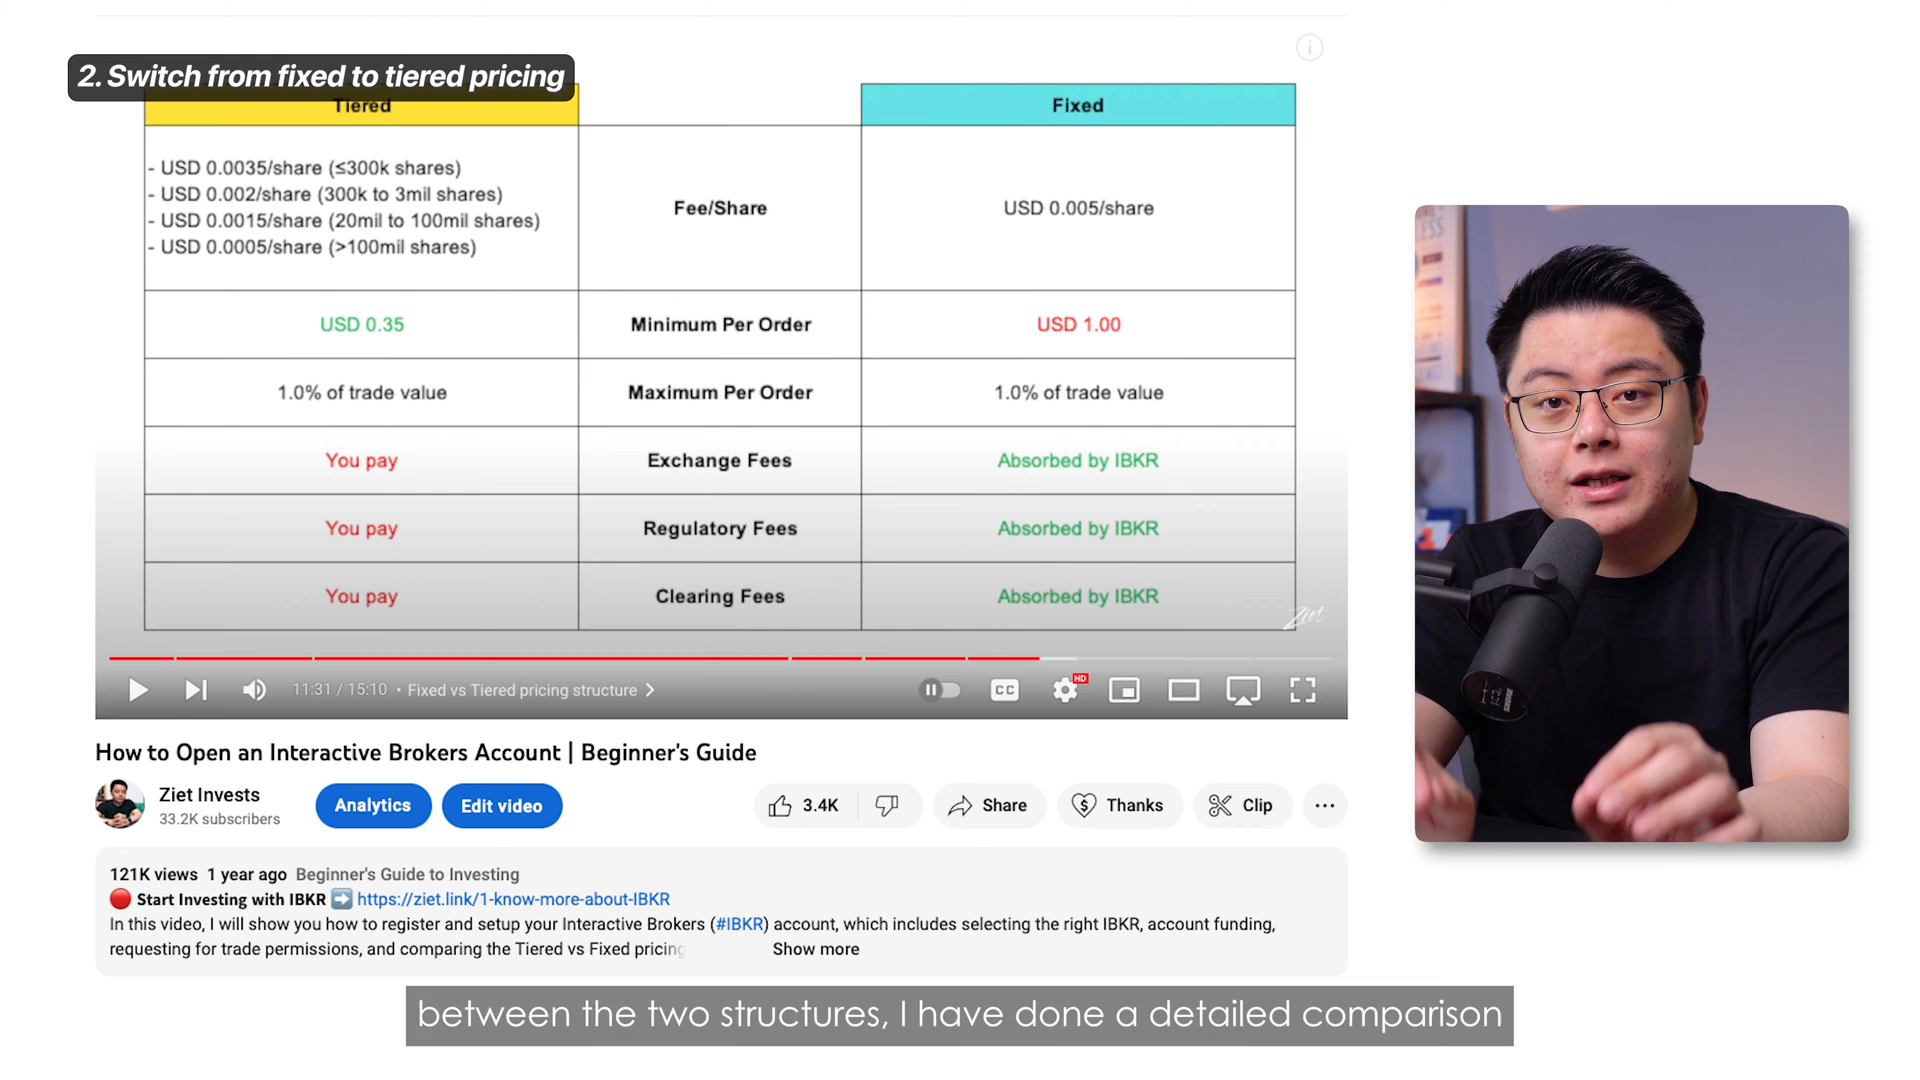 2. Switch from fixed to tiered pricing
Tiered
Fixed
- USD 0.0035/share (≤300k shares)
- USD 0.002/share (300k to 3mil shares)
- USD 0.0015/share (20mil to 100mil shares)
- USD 0.0005/share (>100mil shares)
Fee/Share
USD 0.005/share
USD 0.35
Minimum Per Order
USD 1.00
1.0% of trade value
Maximum Per Order
1.0% of trade value
You pay
Exchange Fees
Absorbed by IBKR
You pay
Regulatory Fees
Absorbed by IBKR
You pay
Clearing Fees
Absorbed by IBKR
Ziet
11:31 / 15:10 • Fixed vs Tiered pricing structure
CC
HD
How to Open an Interactive Brokers Account | Beginner's Guide
Ziet Invests
33.2K subscribers
Analytics
Edit video
3.4K
Share
Thanks
Clip
121K views 1 year ago Beginner's Guide to Investing
Start Investing with IBKR https://ziet.link/1-know-more-about-IBKR
In this video, I will show you how to register and setup your Interactive Brokers (#IBKR) account, which includes selecting the right IBKR, account funding,
requesting for trade permissions, and comparing the Tiered vs Fixed pricing
Show more
between the two structures, I have done a detailed comparison